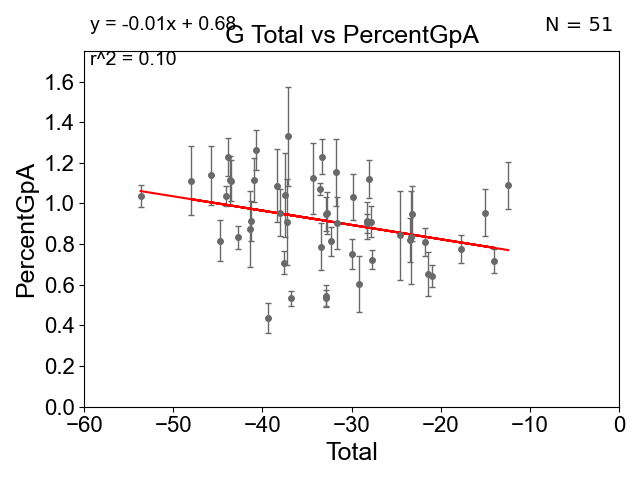 y = -0.01x + 0.68
G Total vs PercentGpA
N = 51
r^2 = 0.10
PercentGpA
1.6
1.4
1.2
1.0
0.8
0.6
0.4
0.2
0.0
−60 −50 −40 −30 −20 −10 0
Total